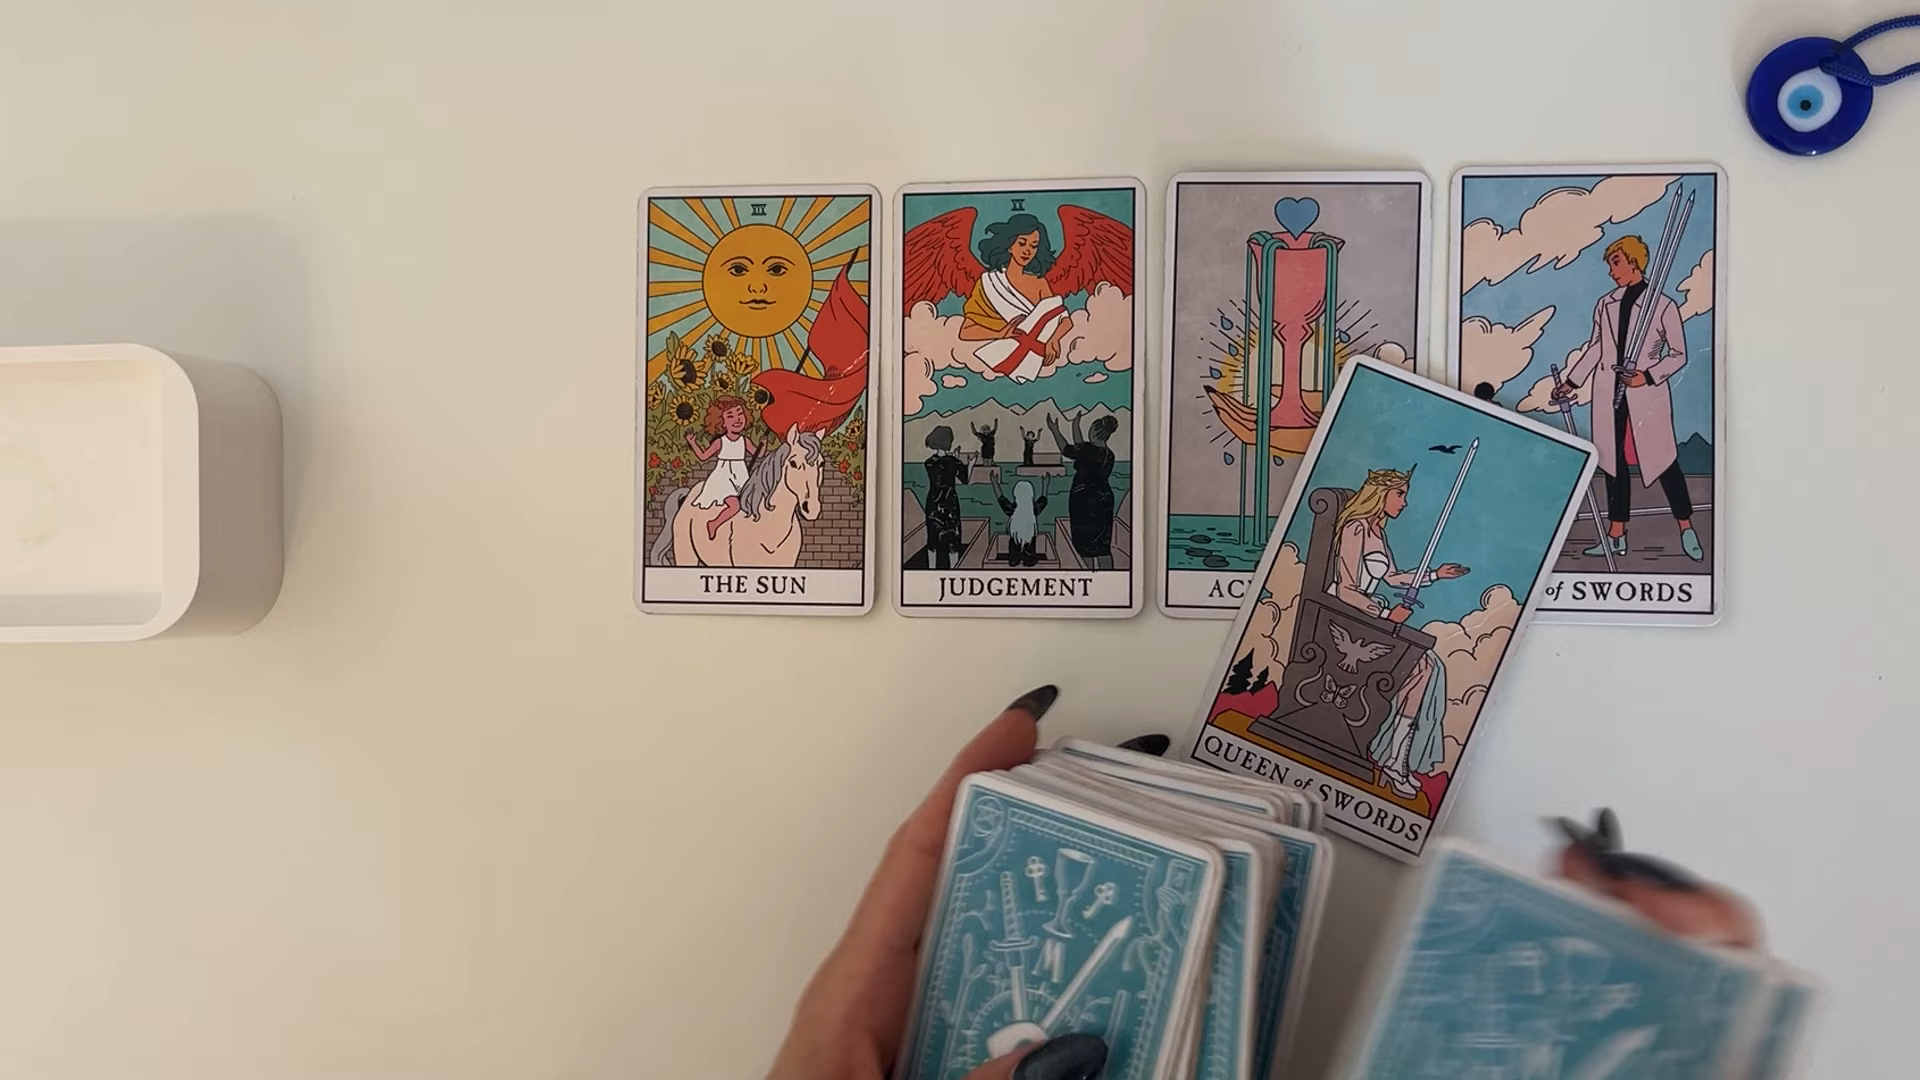 XIX
THE SUN
XX
JUDGEMENT
AC
of SWORDS
QUEEN of SWORDS
M